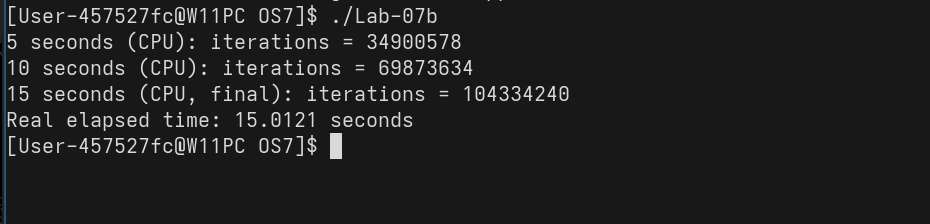 [User-457527fc@W11PC OS7]$ ./Lab-07b
5 seconds (CPU): iterations = 34900578
10 seconds (CPU): iterations = 69873634
15 seconds (CPU, final): iterations = 104334240
Real elapsed time: 15.0121 seconds
[User-457527fc@W11PC OS7]$